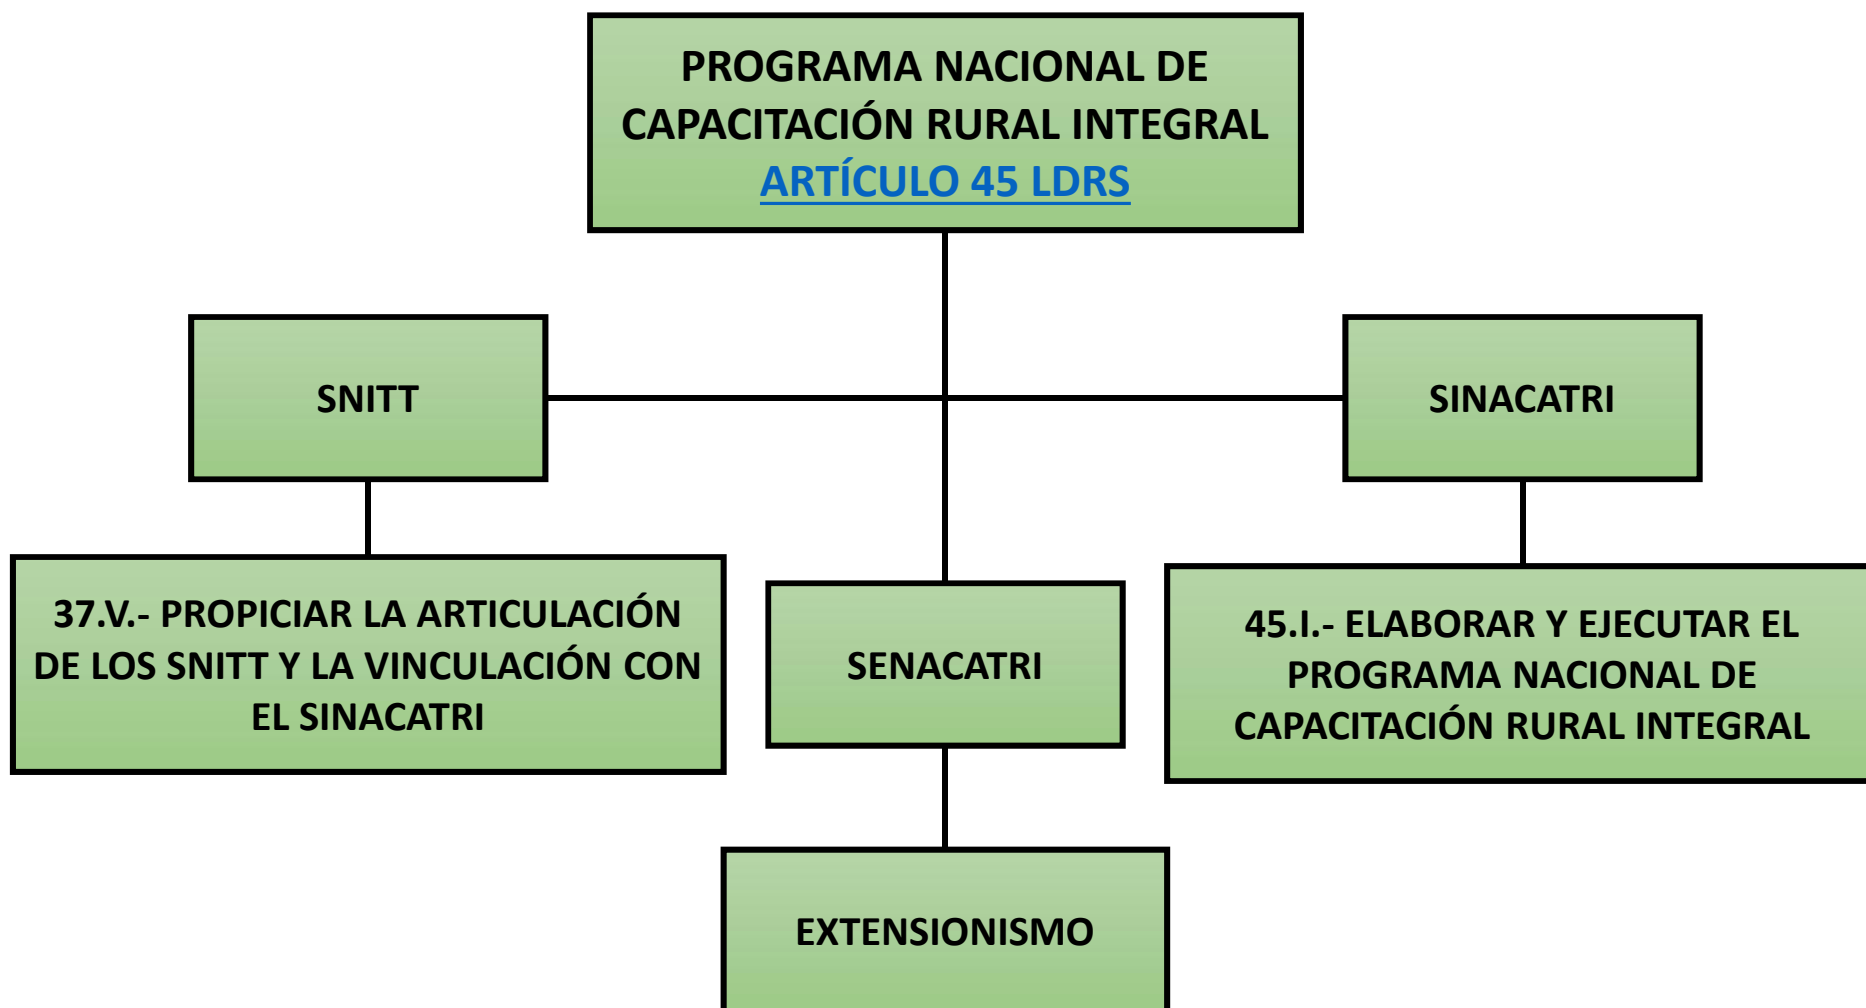 PROGRAMA NACIONAL DE
CAPACITACIÓN RURAL INTEGRAL
ARTÍCULO 45 LDRS
SNITT
SINACATRI
37.V.- PROPICIAR LA ARTICULACIÓN
DE LOS SNITT Y LA VINCULACIÓN CON
EL SINACATRI
SENACATRI
45.I.- ELABORAR Y EJECUTAR EL
PROGRAMA NACIONAL DE
CAPACITACIÓN RURAL INTEGRAL
EXTENSIONISMO